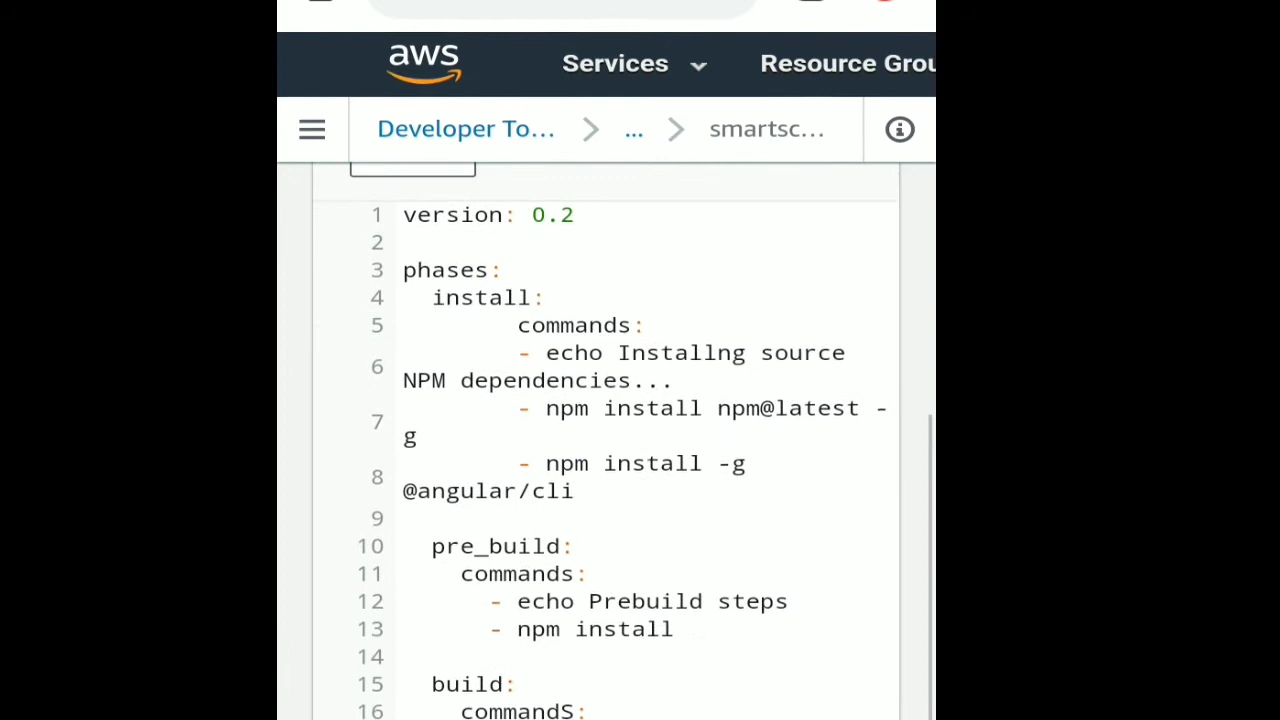 aws Services Resource Grou
Developer To... ... smartsc...
1 version: 0.2
2
3 phases:
4 install:
5 commands:
6 - echo Installng source
NPM dependencies...
7 - npm install npm@latest -
g
8 - npm install -g
@angular/cli
9
10 pre_build:
11 commands:
12 - echo Prebuild steps
13 - npm install
14
15 build:
16 commandS: